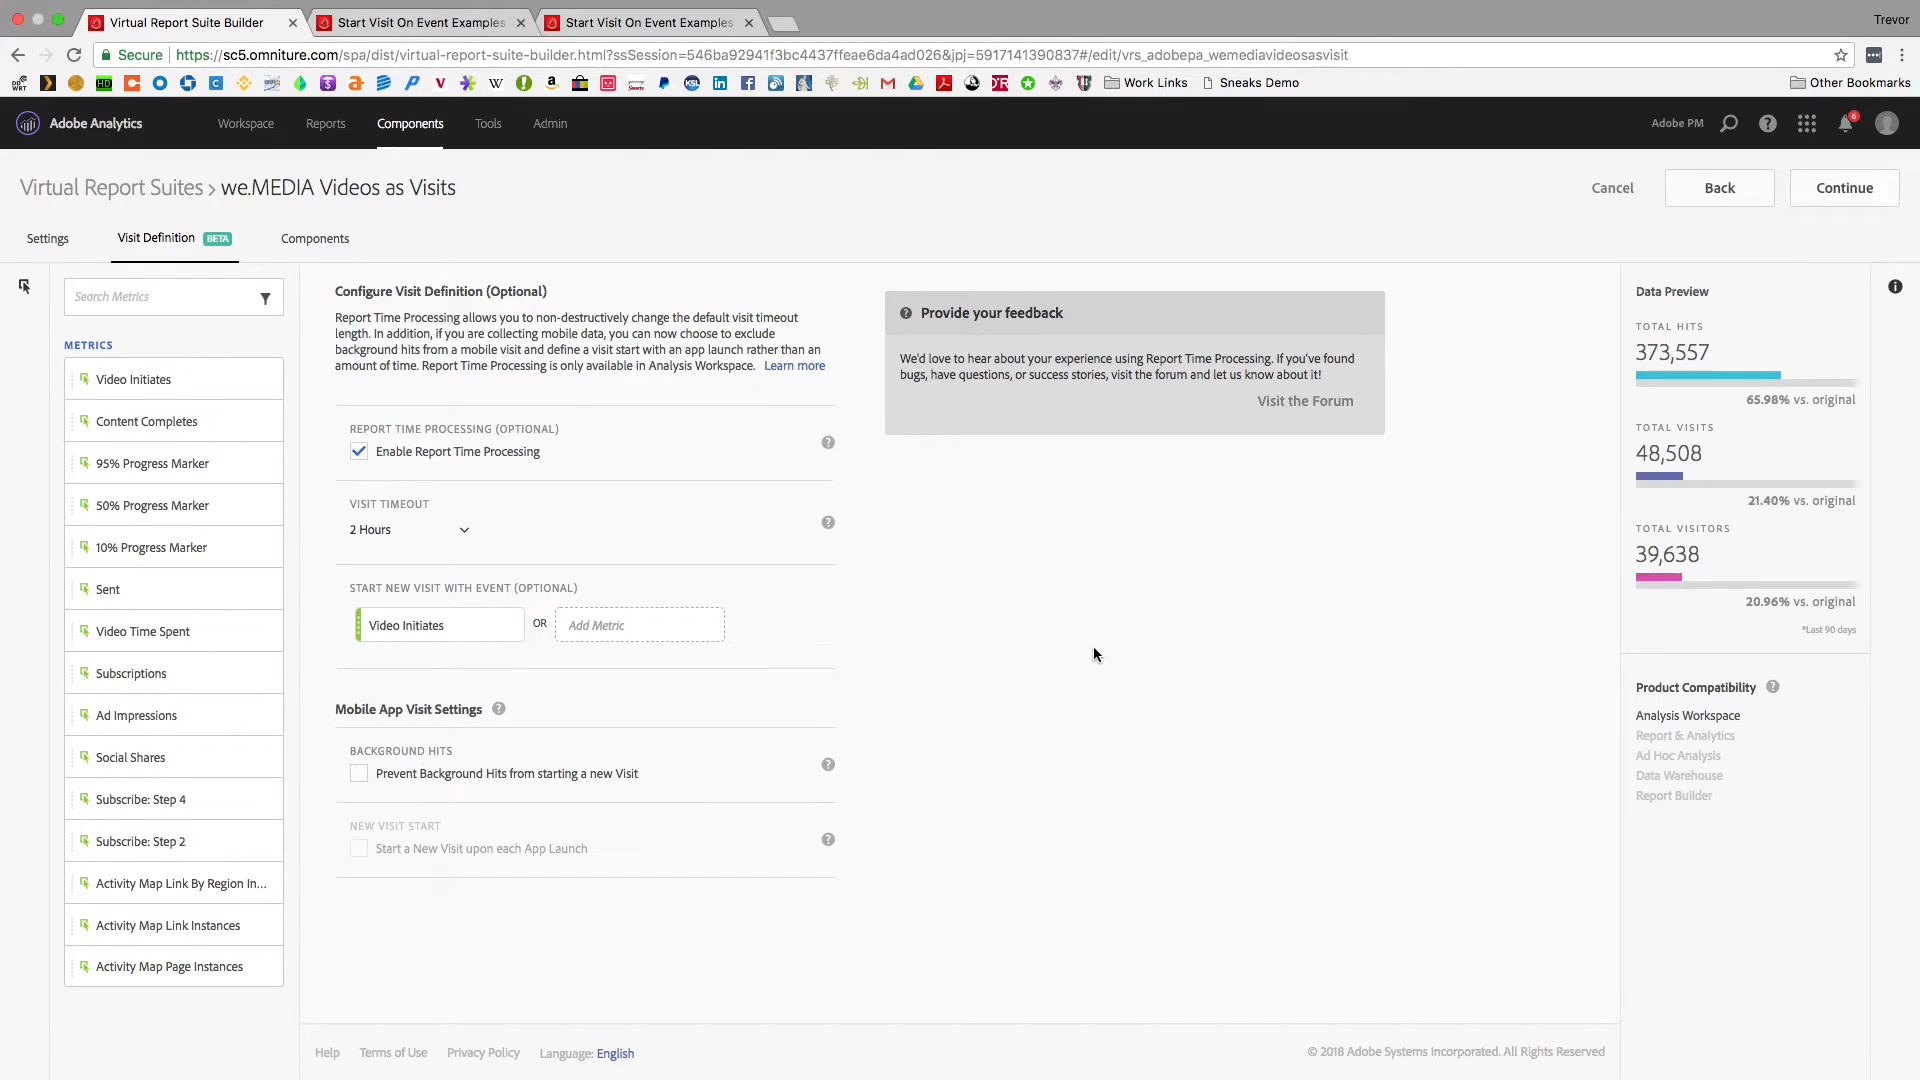 Virtual Report Suite Builder
Start Visit On Event Examples
Start Visit On Event Examples
Trevor
Secure
https://sc5.omniture.com/spa/dist/virtual-report-suite-builder.html?ssSession=546ba92941f3bc4437ffeae6da4ad026&jpj=5917141390837#/edit/vrs_adobepa_wemediavideosasvisit
Work Links
Sneaks Demo
Other Bookmarks
Adobe Analytics
Workspace
Reports
Components
Tools
Admin
Adobe PM
6
Virtual Report Suites > we.MEDIA Videos as Visits
Cancel
Back
Continue
Settings
Visit Definition BETA
Components
Search Metrics
METRICS
Video Initiates
Content Completes
95% Progress Marker
50% Progress Marker
10% Progress Marker
Sent
Video Time Spent
Subscriptions
Ad Impressions
Social Shares
Subscribe: Step 4
Subscribe: Step 2
Activity Map Link By Region In...
Activity Map Link Instances
Activity Map Page Instances
Configure Visit Definition (Optional)
Report Time Processing allows you to non-destructively change the default visit timeout
length. In addition, if you are collecting mobile data, you can now choose to exclude
background hits from a mobile visit and define a visit start with an app launch rather than an
amount of time. Report Time Processing is only available in Analysis Workspace. Learn more
REPORT TIME PROCESSING (OPTIONAL)
Enable Report Time Processing
VISIT TIMEOUT
2 Hours
START NEW VISIT WITH EVENT (OPTIONAL)
Video Initiates
OR
Add Metric
Mobile App Visit Settings
BACKGROUND HITS
Prevent Background Hits from starting a new Visit
NEW VISIT START
Start a New Visit upon each App Launch
Provide your feedback
We'd love to hear about your experience using Report Time Processing. If you've found
bugs, have questions, or success stories, visit the forum and let us know about it!
Visit the Forum
Data Preview
TOTAL HITS
373,557
65.98% vs. original
TOTAL VISITS
48,508
21.40% vs. original
TOTAL VISITORS
39,638
20.96% vs. original
*Last 90 days
Product Compatibility
Analysis Workspace
Report & Analytics
Ad Hoc Analysis
Data Warehouse
Report Builder
Help
Terms of Use
Privacy Policy
Language: English
© 2018 Adobe Systems Incorporated. All Rights Reserved